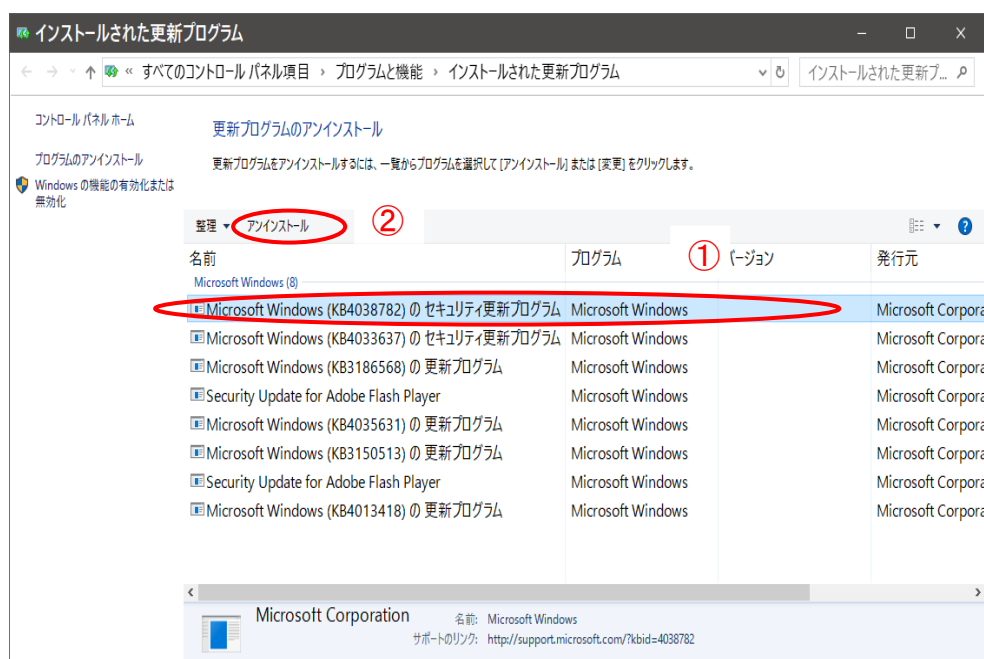 インストールされた更新プログラム
« すべてのコントロール パネル項目 › プログラムと機能 › インストールされた更新プログラム
インストールされた更新プ...
コントロール パネル ホーム
プログラムのアンインストール
Windows の機能の有効化または
無効化
更新プログラムのアンインストール
更新プログラムをアンインストールするには、一覧からプログラムを選択して [アンインストール] または [変更] をクリックします。
整理 アンインストール ②
名前 プログラム ① バージョン 発行元
Microsoft Windows (8)
Microsoft Windows (KB4038782) の セキュリティ更新プログラム Microsoft Windows Microsoft Corpora
Microsoft Windows (KB4033637) の セキュリティ更新プログラム Microsoft Windows Microsoft Corpora
Microsoft Windows (KB3186568) の 更新プログラム Microsoft Windows Microsoft Corpora
Security Update for Adobe Flash Player Microsoft Windows Microsoft Corpora
Microsoft Windows (KB4035631) の 更新プログラム Microsoft Windows Microsoft Corpora
Microsoft Windows (KB3150513) の 更新プログラム Microsoft Windows Microsoft Corpora
Security Update for Adobe Flash Player Microsoft Windows Microsoft Corpora
Microsoft Windows (KB4013418) の 更新プログラム Microsoft Windows Microsoft Corpora
Microsoft Corporation 名前: Microsoft Windows
サポートのリンク: http://support.microsoft.com/?kbid=4038782